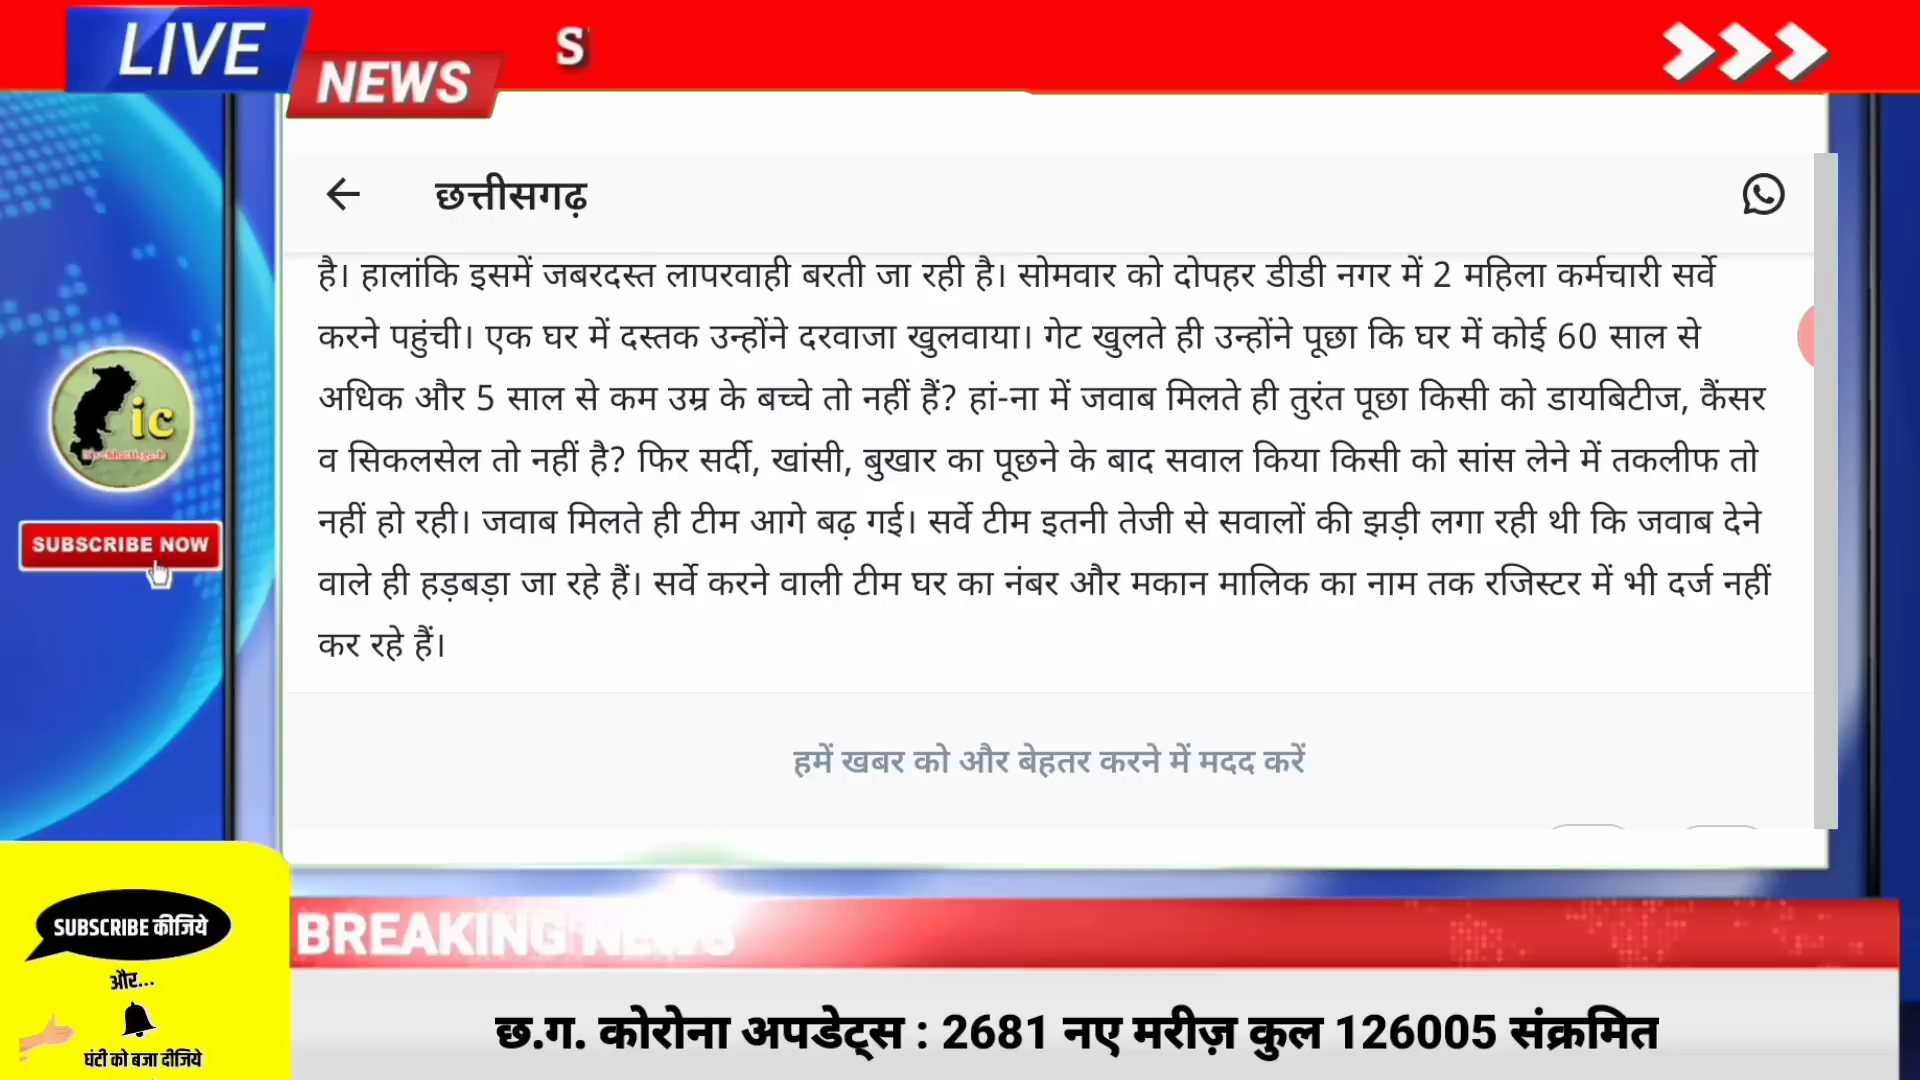 LIVE
NEWS
S
छत्तीसगढ़
है। हालांकि इसमें जबरदस्त लापरवाही बरती जा रही है। सोमवार को दोपहर डीडी नगर में 2 महिला कर्मचारी सर्वे
करने पहुंची। एक घर में दस्तक उन्होंने दरवाजा खुलवाया। गेट खुलते ही उन्होंने पूछा कि घर में कोई 60 साल से
अधिक और 5 साल से कम उम्र के बच्चे तो नहीं हैं? हां-ना में जवाब मिलते ही तुरंत पूछा किसी को डायबिटीज, कैंसर
व सिकलसेल तो नहीं है? फिर सर्दी, खांसी, बुखार का पूछने के बाद सवाल किया किसी को सांस लेने में तकलीफ तो
नहीं हो रही। जवाब मिलते ही टीम आगे बढ़ गई। सर्वे टीम इतनी तेजी से सवालों की झड़ी लगा रही थी कि जवाब देने
वाले ही हड़बड़ा जा रहे हैं। सर्वे करने वाली टीम घर का नंबर और मकान मालिक का नाम तक रजिस्टर में भी दर्ज नहीं
कर रहे हैं।
हमें खबर को और बेहतर करने में मदद करें
ic
SUBSCRIBE NOW
SUBSCRIBE कीजिये
और...
घंटी को बजा दीजिये
BREAKING NEWS
छ.ग. कोरोना अपडेट्स : 2681 नए मरीज़ कुल 126005 संक्रमित